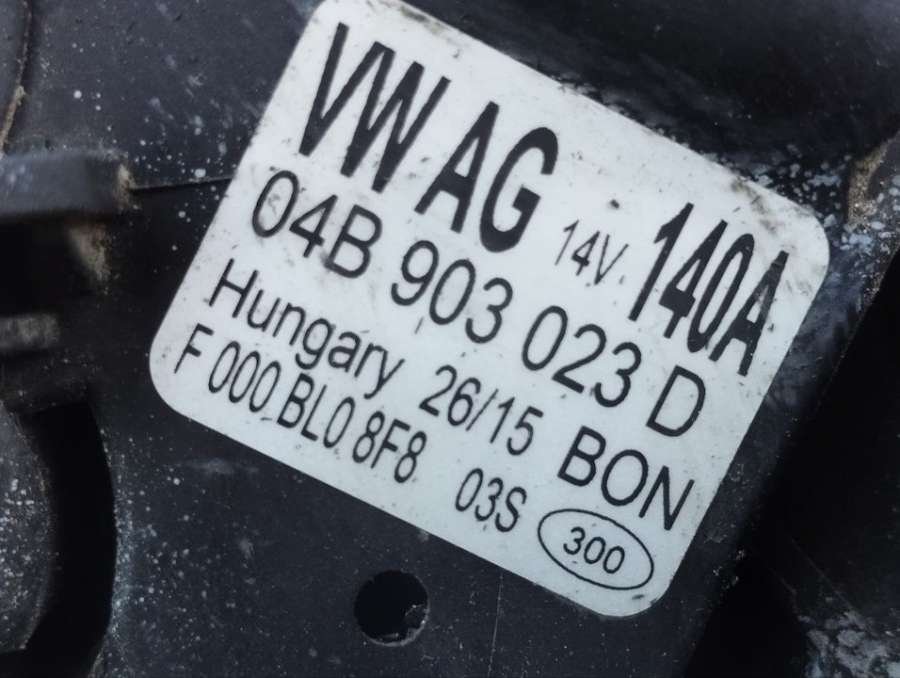 VW AG 14V 140A
04B 903 023 D
Hungary 26/15 BON
F 000 BL0 8F8 03S 300